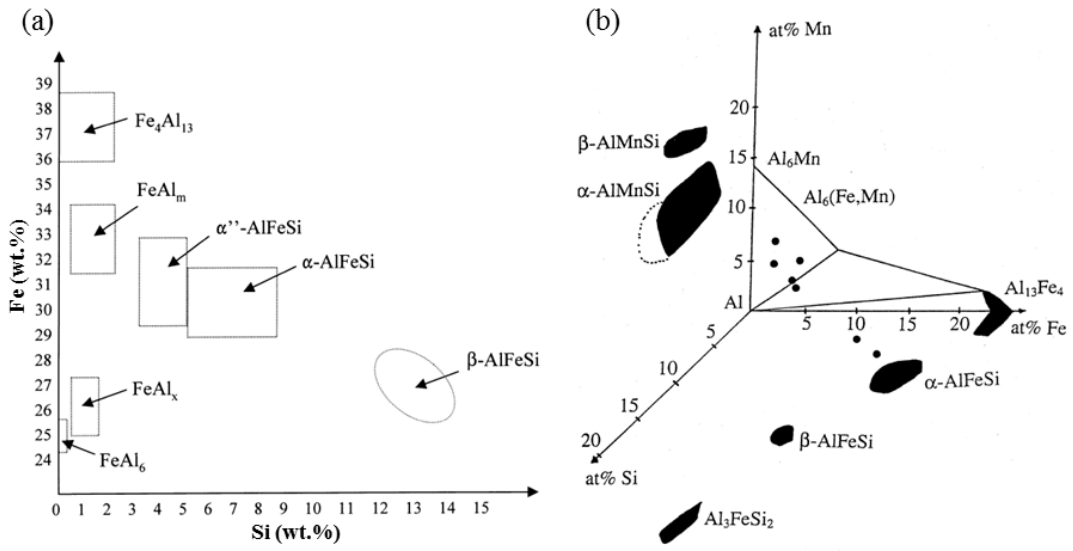 (a)
Fe (wt.%)
39
38
37
36
35
34
33
32
31
30
29
28
27
26
25
24
Fe₄Al₁₃
FeAlₘ
α’’-AlFeSi
α-AlFeSi
β-AlFeSi
FeAlₓ
FeAl₆
0 1 2 3 4 5 6 7 8 9 10 11 12 13 14 15
Si (wt.%)
(b)
at% Mn
20
15
10
5
β-AlMnSi
Al₆Mn
α-AlMnSi
Al₆(Fe,Mn)
Al
Al₁₃Fe₄
5 10 15 20
at% Fe
5
10
15
20
at% Si
α-AlFeSi
β-AlFeSi
Al₃FeSi₂